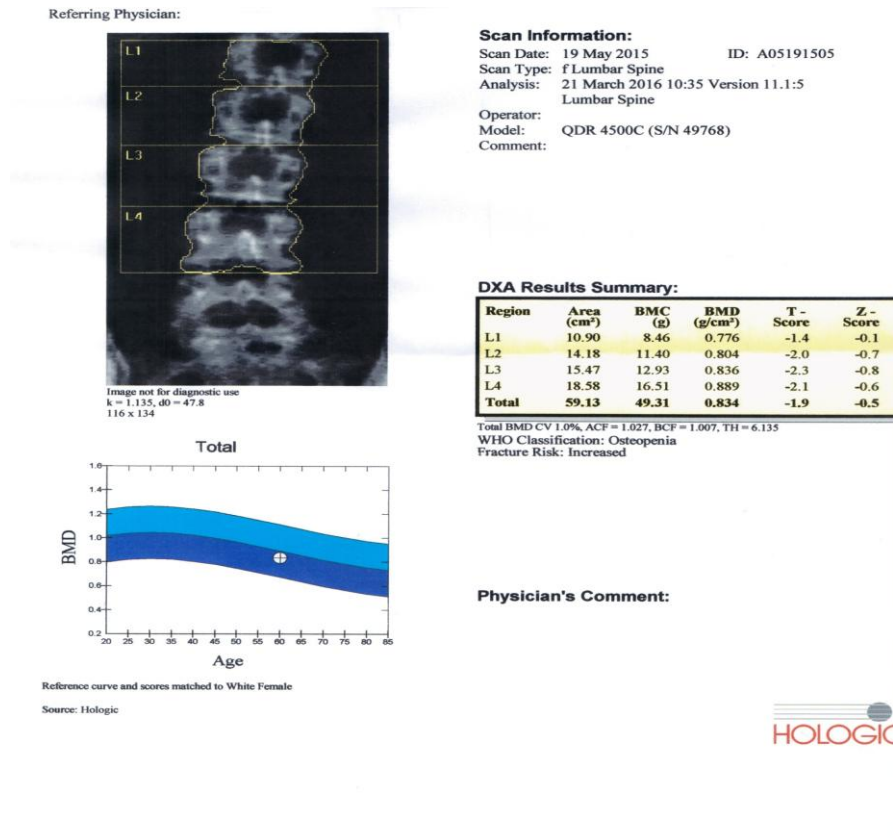 Referring Physician:
L1
L2
L3
L4
Image not for diagnostic use
k = 1.135, d0 = 47.8
116 x 134
Total
BMD
1.6
1.4
1.2
1.0
0.8
0.6
0.4
0.2
20 25 30 35 40 45 50 55 60 65 70 75 80 85
Age
Reference curve and scores matched to White Female
Source: Hologic
Scan Information:
Scan Date: 19 May 2015 ID: A05191505
Scan Type: f Lumbar Spine
Analysis: 21 March 2016 10:35 Version 11.1:5
Lumbar Spine
Operator:
Model: QDR 4500C (S/N 49768)
Comment:
DXA Results Summary:
Region Area (cm²) BMC (g) BMD (g/cm²) T - Score Z - Score
L1 10.90 8.46 0.776 -1.4 -0.1
L2 14.18 11.40 0.804 -2.0 -0.7
L3 15.47 12.93 0.836 -2.3 -0.8
L4 18.58 16.51 0.889 -2.1 -0.6
Total 59.13 49.31 0.834 -1.9 -0.5
Total BMD CV 1.0%, ACF = 1.027, BCF = 1.007, TH = 6.135
WHO Classification: Osteopenia
Fracture Risk: Increased
Physician's Comment:
HOLOGIC